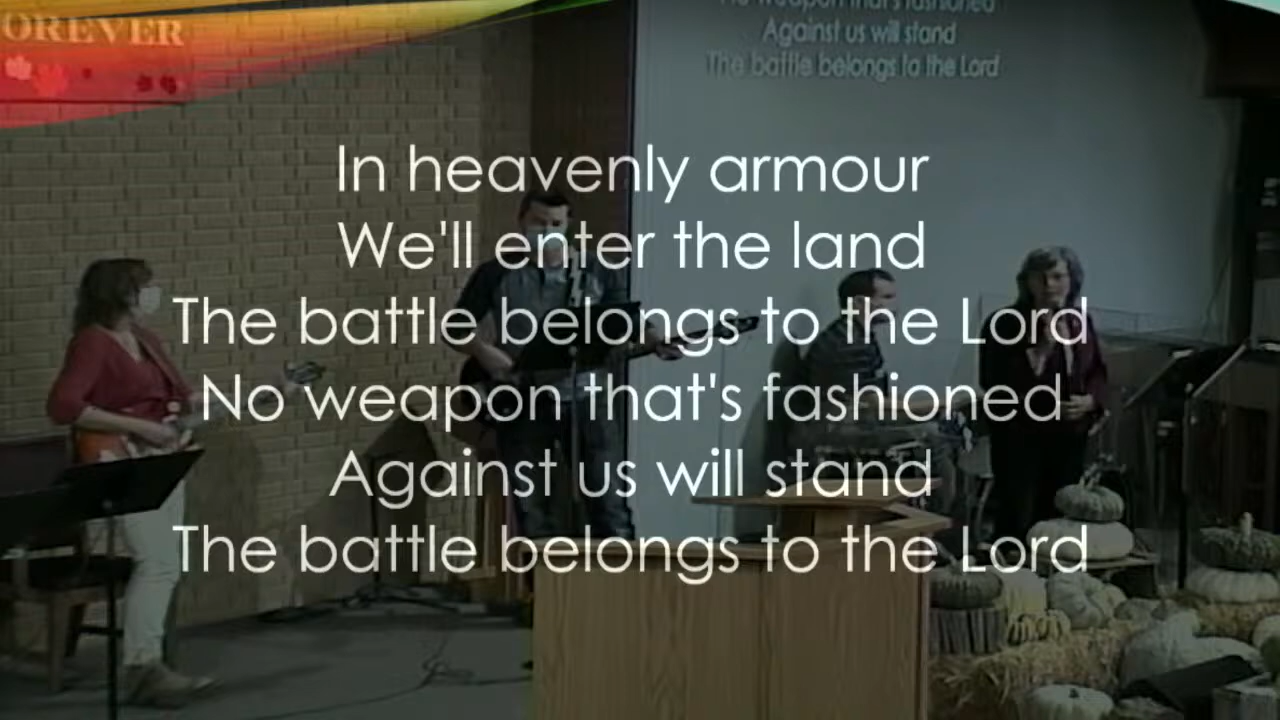 OREVER
No weapon that's fashioned
Against us will stand
The battle belongs to the Lord
In heavenly armour
We'll enter the land
The battle belongs to the Lord
No weapon that's fashioned
Against us will stand
The battle belongs to the Lord